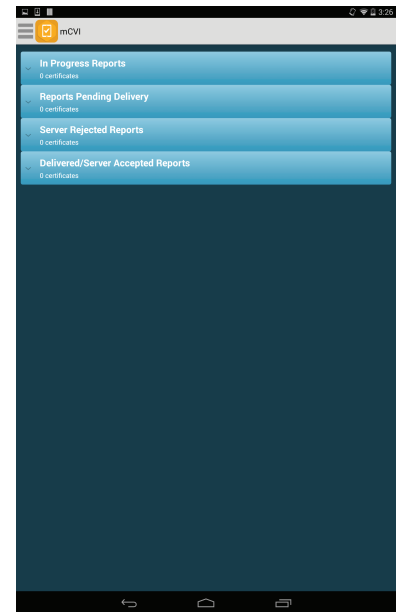 3:26
mCVI
In Progress Reports
0 certificates
Reports Pending Delivery
0 certificates
Server Rejected Reports
0 certificates
Delivered/Server Accepted Reports
0 certificates